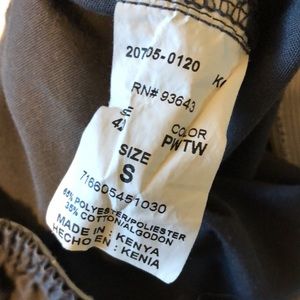 20705-0120
RN# 93643
COLOR
PWTW
SIZE
S
716605451030
65% POLYESTER/POLIESTER
35% COTTON/ALGODON
MADE IN : KENYA
HECHO EN : KENIA